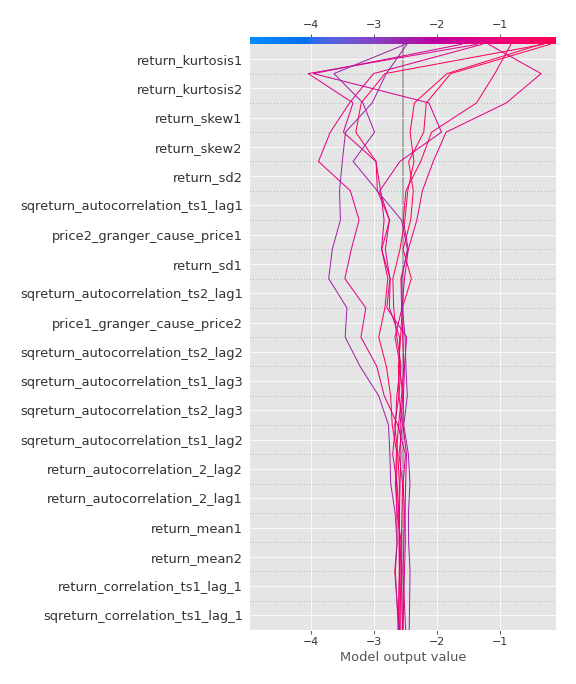 −4 −3 −2 −1
return_kurtosis1
return_kurtosis2
return_skew1
return_skew2
return_sd2
sqreturn_autocorrelation_ts1_lag1
price2_granger_cause_price1
return_sd1
sqreturn_autocorrelation_ts2_lag1
price1_granger_cause_price2
sqreturn_autocorrelation_ts2_lag2
sqreturn_autocorrelation_ts1_lag3
sqreturn_autocorrelation_ts2_lag3
sqreturn_autocorrelation_ts1_lag2
return_autocorrelation_2_lag2
return_autocorrelation_2_lag1
return_mean1
return_mean2
return_correlation_ts1_lag_1
sqreturn_correlation_ts1_lag_1
−4 −3 −2 −1
Model output value